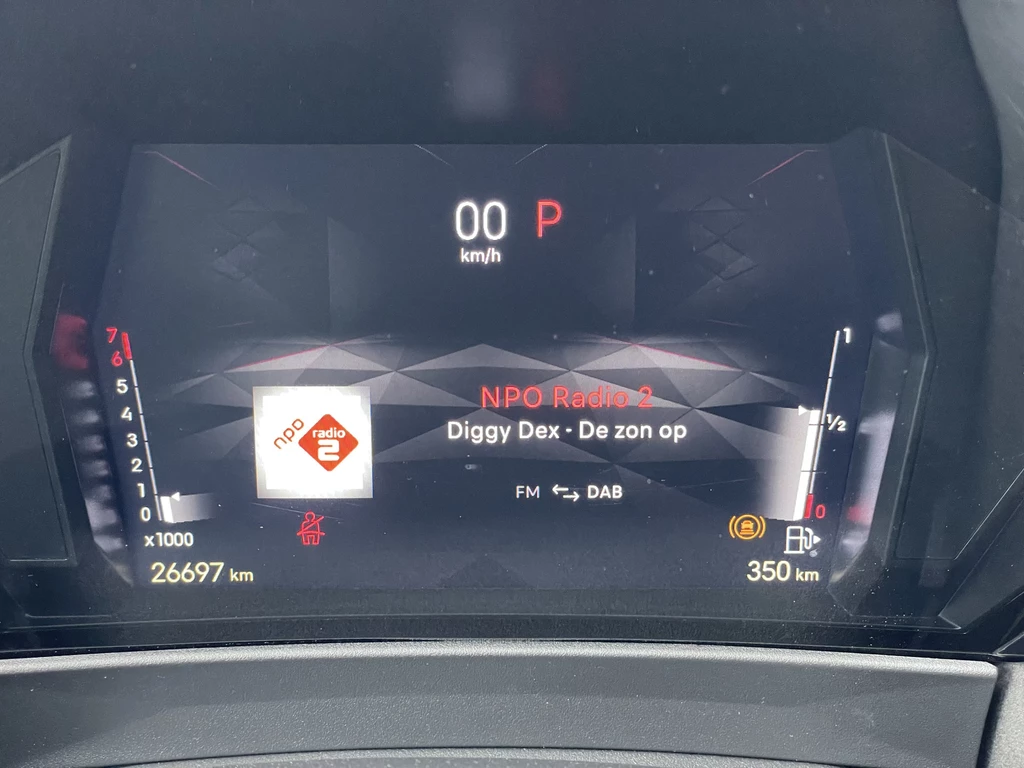 00 P
km/h
7
6
5
4
3
2
1
0
x1000
26697 km
npo
radio
2
NPO Radio 2
Diggy Dex - De zon op
FM DAB
1
1/2
0
350 km